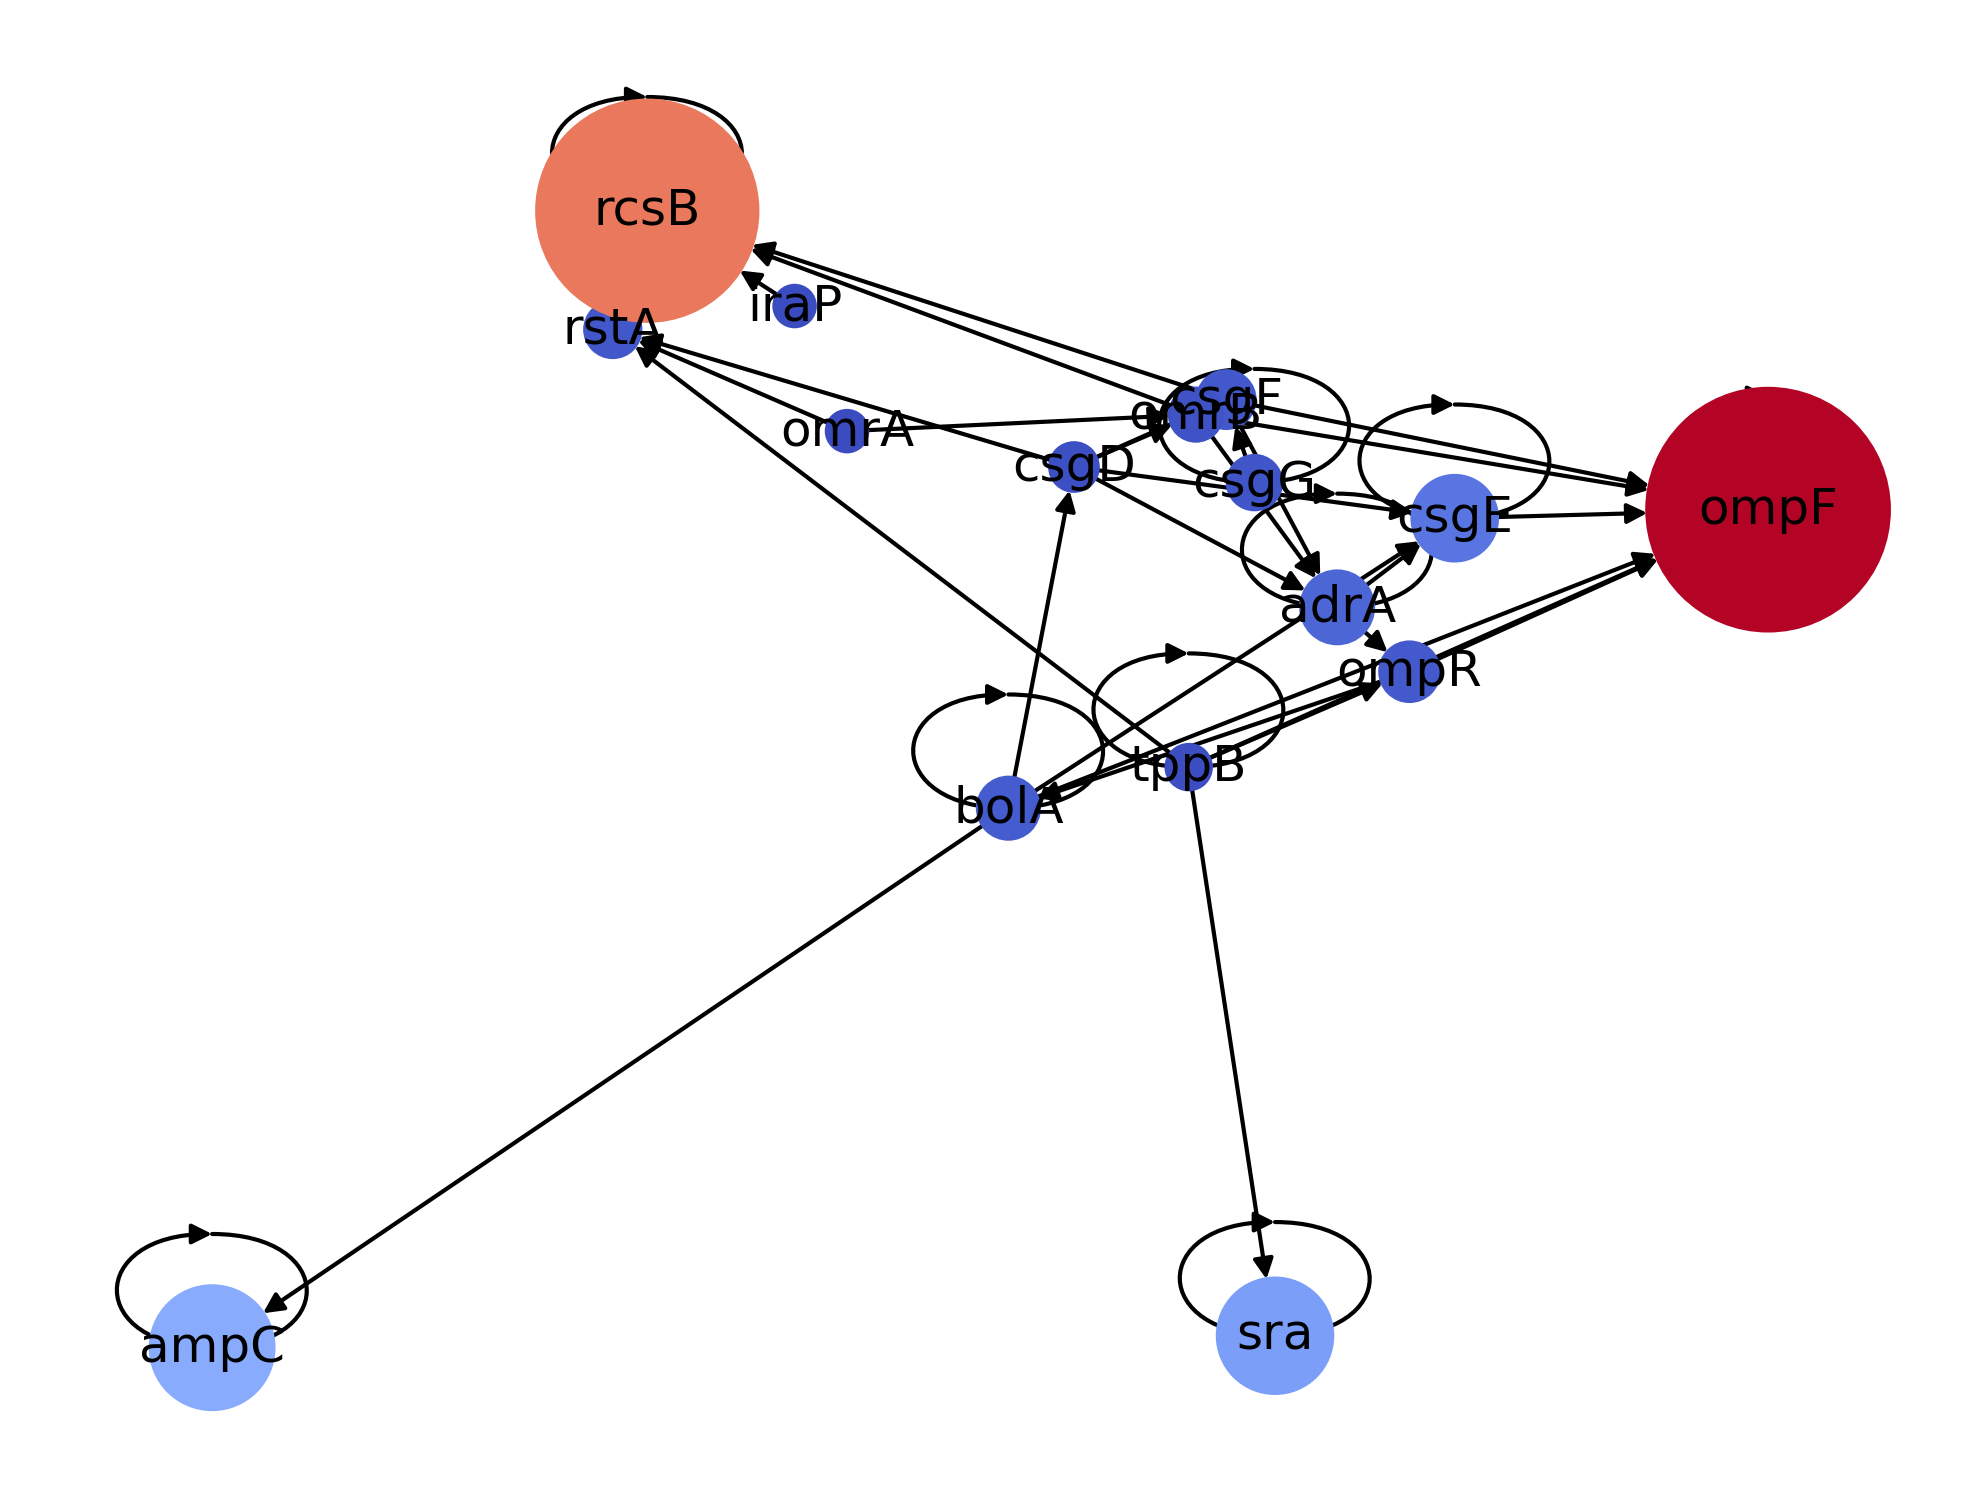 rcsB
iraP
rstA
csgF
omrB
omrA
csgD
csgG
ompF
csgE
adrA
ompR
tppB
bolA
sra
ampC